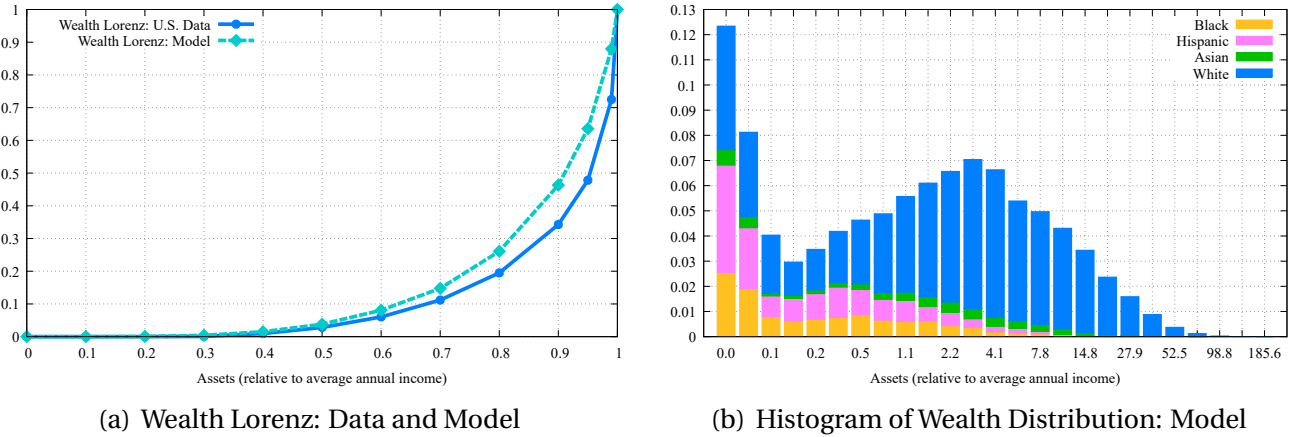 1
0.9
0.8
0.7
0.6
0.5
0.4
0.3
0.2
0.1
0
Wealth Lorenz: U.S. Data
Wealth Lorenz: Model
0 0.1 0.2 0.3 0.4 0.5 0.6 0.7 0.8 0.9 1
Assets (relative to average annual income)
(a) Wealth Lorenz: Data and Model
0.13
0.12
0.11
0.1
0.09
0.08
0.07
0.06
0.05
0.04
0.03
0.02
0.01
0
Black
Hispanic
Asian
White
0.0 0.1 0.2 0.5 1.1 2.2 4.1 7.8 14.8 27.9 52.5 98.8 185.6
Assets (relative to average annual income)
(b) Histogram of Wealth Distribution: Model